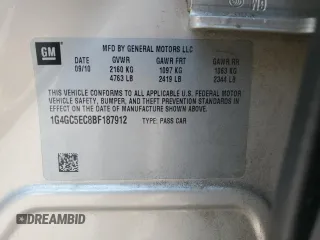 GM
MFD BY GENERAL MOTORS LLC
DATE GVWR GAWR FRT GAWR RR
09/10 2160 KG 1097 KG 1063 KG
4763 LB 2419 LB 2344 LB
THIS VEHICLE CONFORMS TO ALL APPLICABLE U.S. FEDERAL MOTOR
VEHICLE SAFETY, BUMPER, AND THEFT PREVENTION STANDARDS IN
EFFECT ON THE DATE OF MANUFACTURE SHOWN ABOVE.
1G4GC5EC8BF187912 TYPE: PASS CAR
DREAMBID